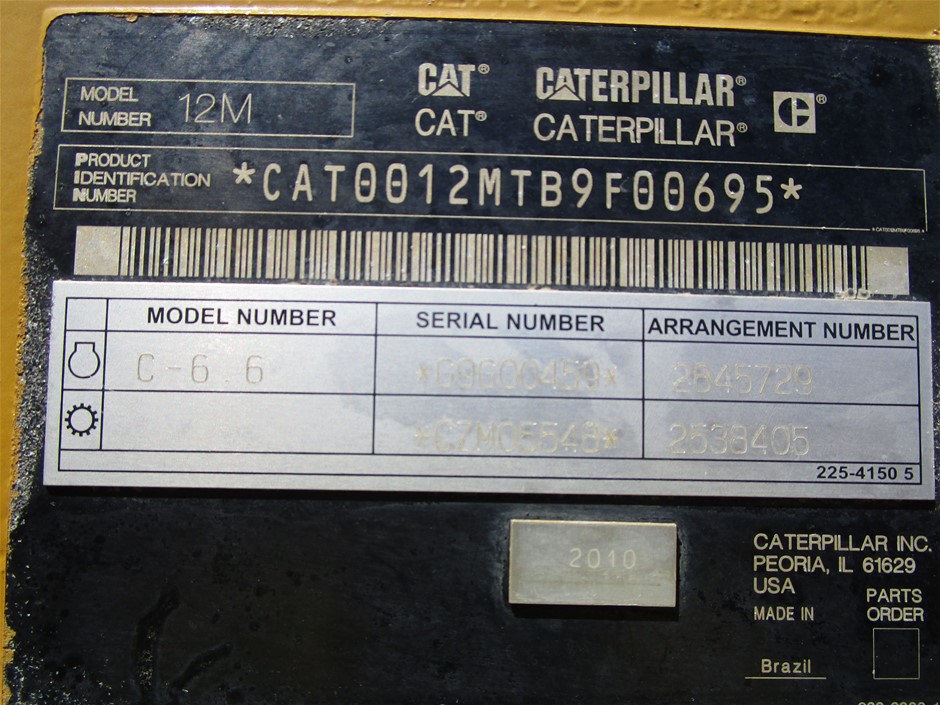 CAT® CATERPILLAR®
CAT® CATERPILLAR®
MODEL
NUMBER 12M
PRODUCT
IDENTIFICATION
NUMBER
*CAT0012MTB9F00695*
MODEL NUMBER SERIAL NUMBER ARRANGEMENT NUMBER
C-6.6 *G9G00459* 2845729
2538405
225-4150 5
2010
CATERPILLAR INC.
PEORIA, IL 61629
USA
MADE IN
Brazil
PARTS
ORDER